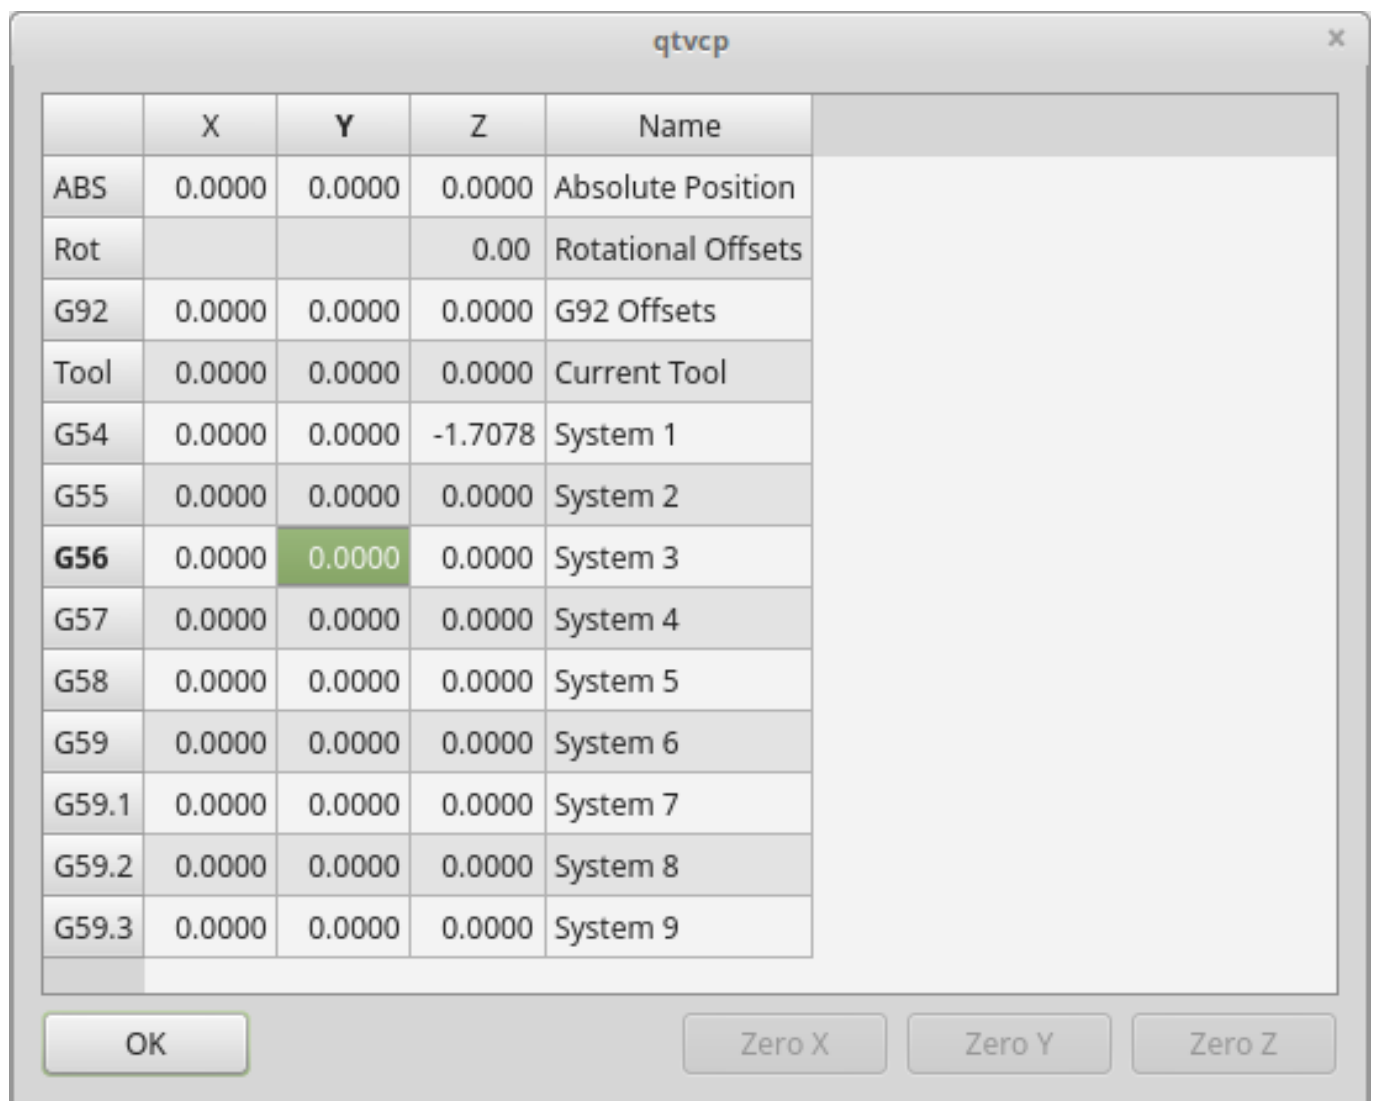 qtvcp ×
X Y Z Name
ABS 0.0000 0.0000 0.0000 Absolute Position
Rot 0.00 Rotational Offsets
G92 0.0000 0.0000 0.0000 G92 Offsets
Tool 0.0000 0.0000 0.0000 Current Tool
G54 0.0000 0.0000 -1.7078 System 1
G55 0.0000 0.0000 0.0000 System 2
G56 0.0000 0.0000 0.0000 System 3
G57 0.0000 0.0000 0.0000 System 4
G58 0.0000 0.0000 0.0000 System 5
G59 0.0000 0.0000 0.0000 System 6
G59.1 0.0000 0.0000 0.0000 System 7
G59.2 0.0000 0.0000 0.0000 System 8
G59.3 0.0000 0.0000 0.0000 System 9
OK Zero X Zero Y Zero Z